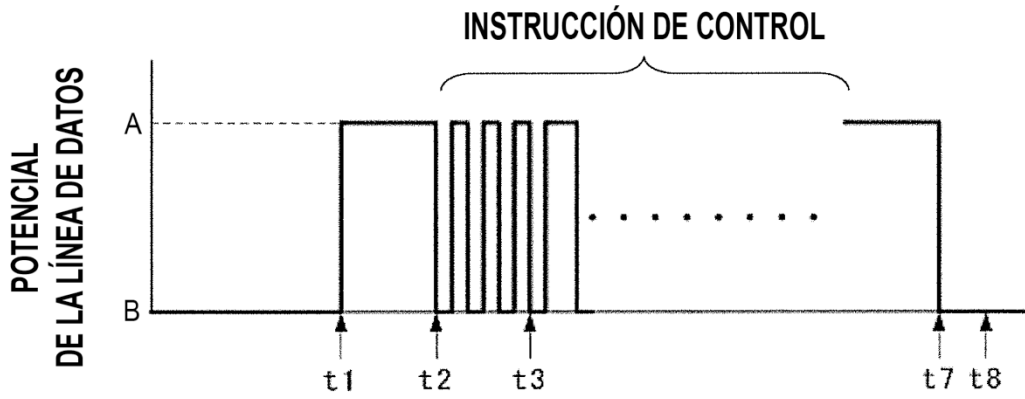 INSTRUCCIÓN DE CONTROL
POTENCIAL
DE LA LÍNEA DE DATOS
A
B
t1 t2 t3 t7 t8